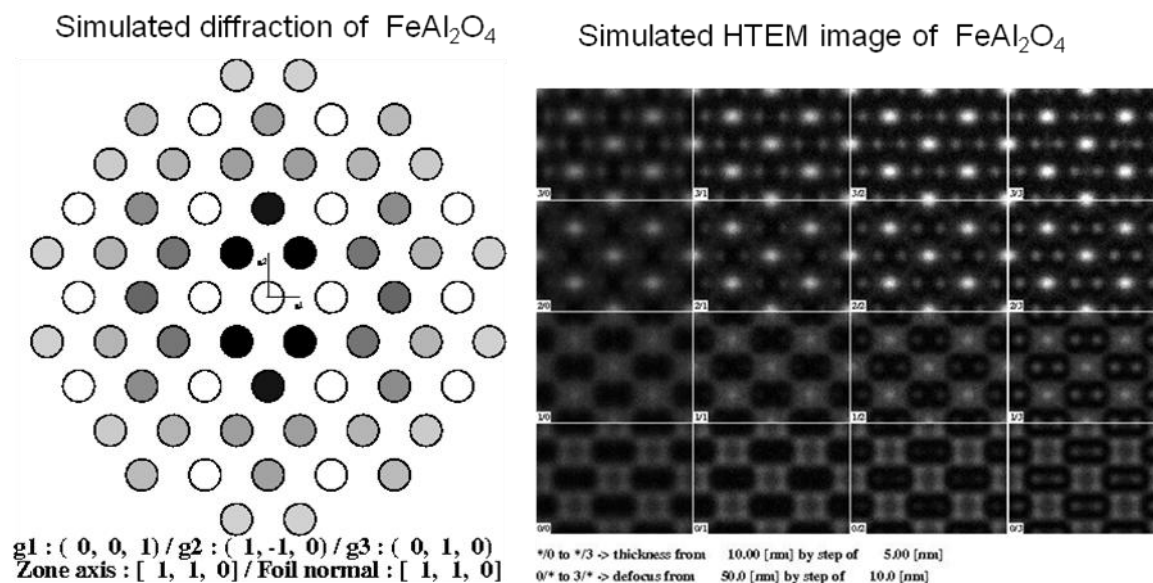 Simulated diffraction of FeAl₂O₄
Simulated HTEM image of FeAl₂O₄
3/0 3/1 3/2 3/3
2/0 2/1 2/2 2/3
1/0 1/1 1/2 1/3
0/0 0/1 0/2 0/3
g1 : ( 0, 0, 1) / g2 : ( 1, -1, 0) / g3 : ( 0, 1, 0)
Zone axis : [ 1, 1, 0] / Foil normal : [ 1, 1, 0]
*/0 to */3 -> thickness from 10.00 [nm] by step of 5.00 [nm]
0/* to 3/* -> defocus from 50.0 [nm] by step of 10.0 [nm]